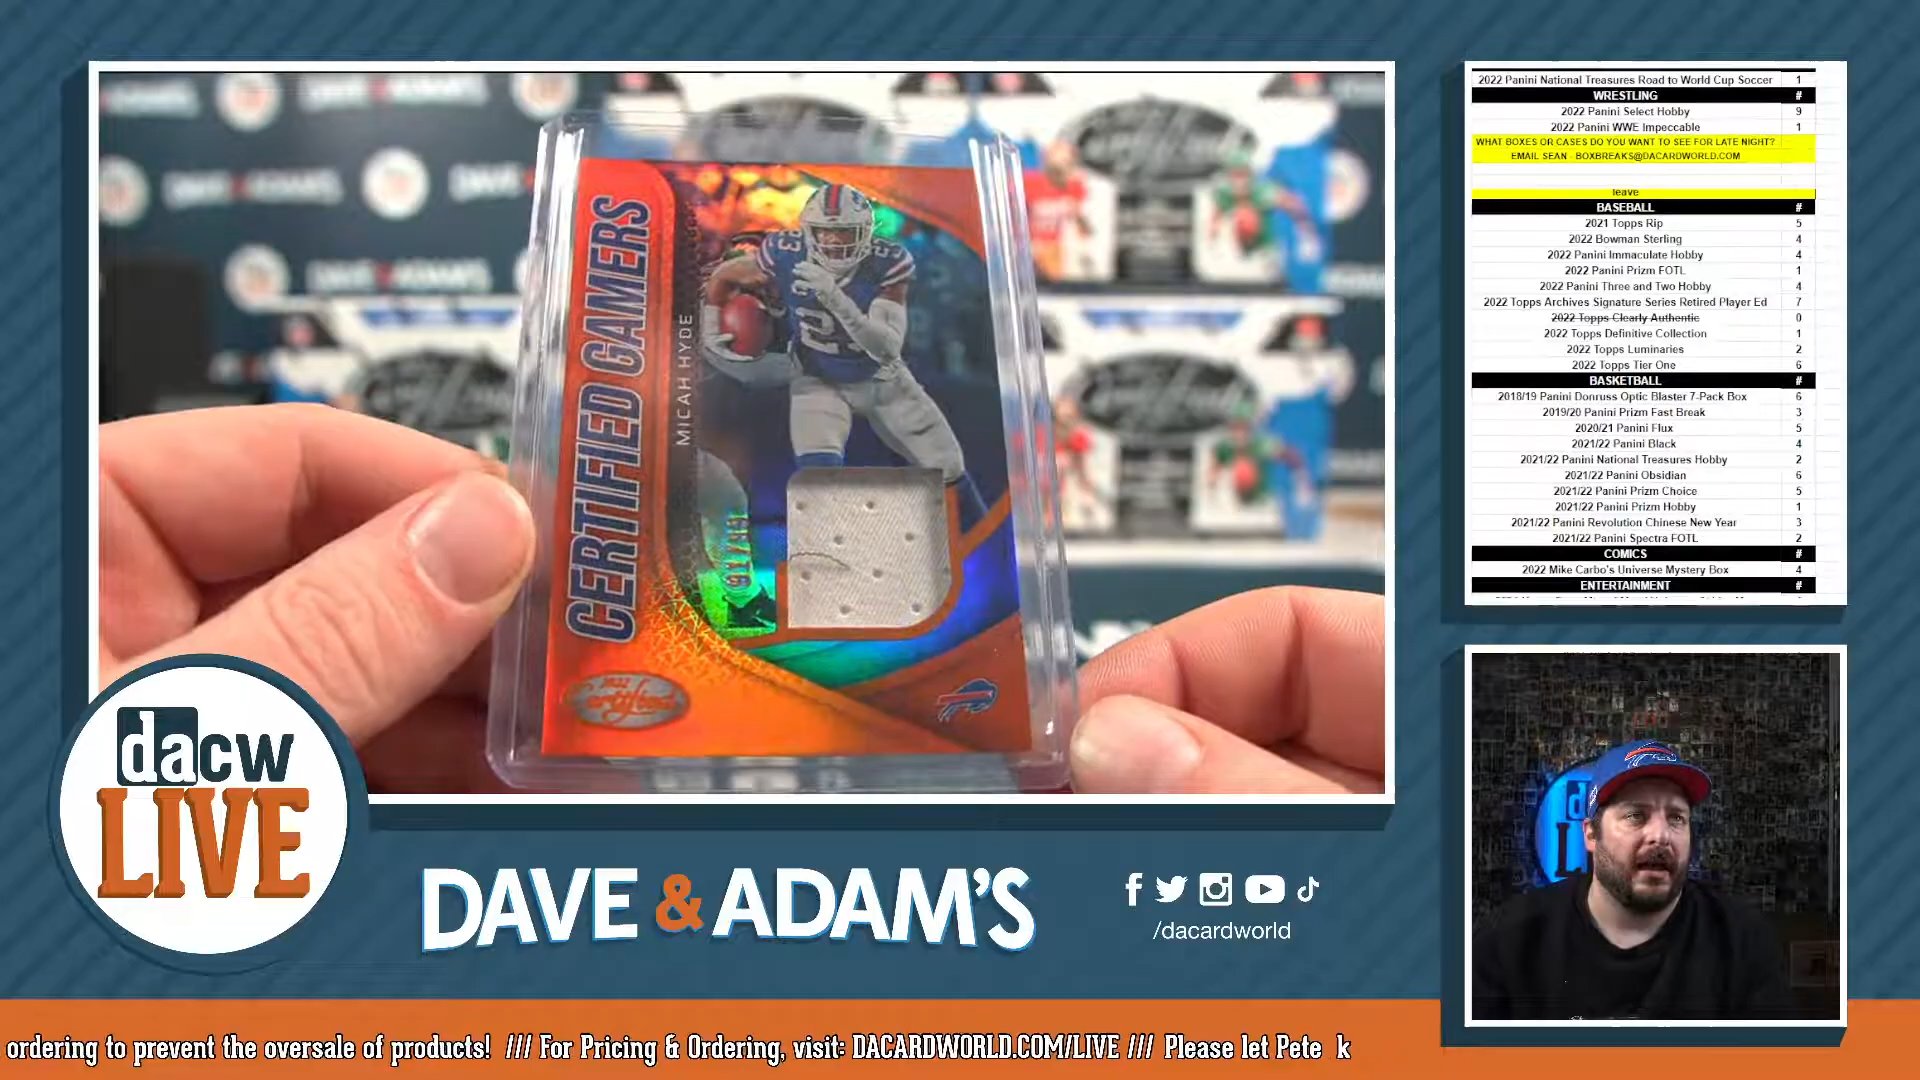 CERTIFIED GAMERS
MICAH HYDE
2022
Certified
dacw
LIVE
DAVE & ADAM'S
/dacardworld
ordering to prevent the oversale of products! /// For Pricing & Ordering, visit: DACARDWORLD.COM/LIVE /// Please let Pete k
2022 Panini National Treasures Road to World Cup Soccer 1
WRESTLING #
2022 Panini Select Hobby 9
2022 Panini WWE Impeccable 1
WHAT BOXES OR CASES DO YOU WANT TO SEE FOR LATE NIGHT?
EMAIL SEAN - BOXBREAKS@DACARDWORLD.COM
leave
BASEBALL #
2021 Topps Rip 5
2022 Bowman Sterling 4
2022 Panini Immaculate Hobby 4
2022 Panini Prizm FOTL 1
2022 Panini Three and Two Hobby 4
2022 Topps Archives Signature Series Retired Player Ed 7
2022 Topps Clearly Authentic 0
2022 Topps Definitive Collection 1
2022 Topps Luminaries 2
2022 Topps Tier One 6
BASKETBALL #
2018/19 Panini Donruss Optic Blaster 7-Pack Box 6
2019/20 Panini Prizm Fast Break 3
2020/21 Panini Flux 5
2021/22 Panini Black 4
2021/22 Panini National Treasures Hobby 2
2021/22 Panini Obsidian 6
2021/22 Panini Prizm Choice 5
2021/22 Panini Prizm Hobby 1
2021/22 Panini Revolution Chinese New Year 3
2021/22 Panini Spectra FOTL 2
COMICS #
2022 Mike Carbo's Universe Mystery Box 4
ENTERTAINMENT #